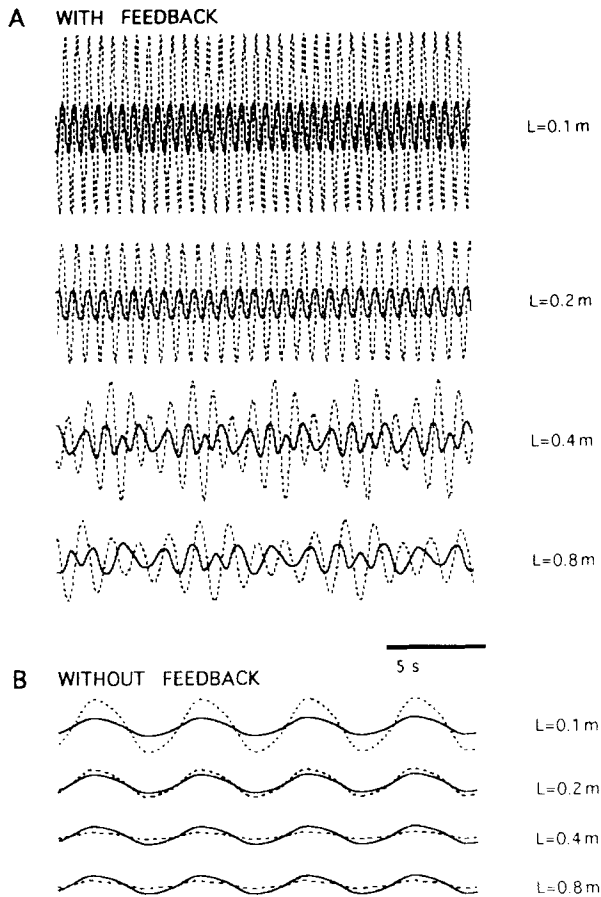 A WITH FEEDBACK
L=0.1 m
L=0.2 m
L=0.4 m
L=0.8 m
5 s
B WITHOUT FEEDBACK
L=0.1 m
L=0.2 m
L=0.4 m
L=0.8 m